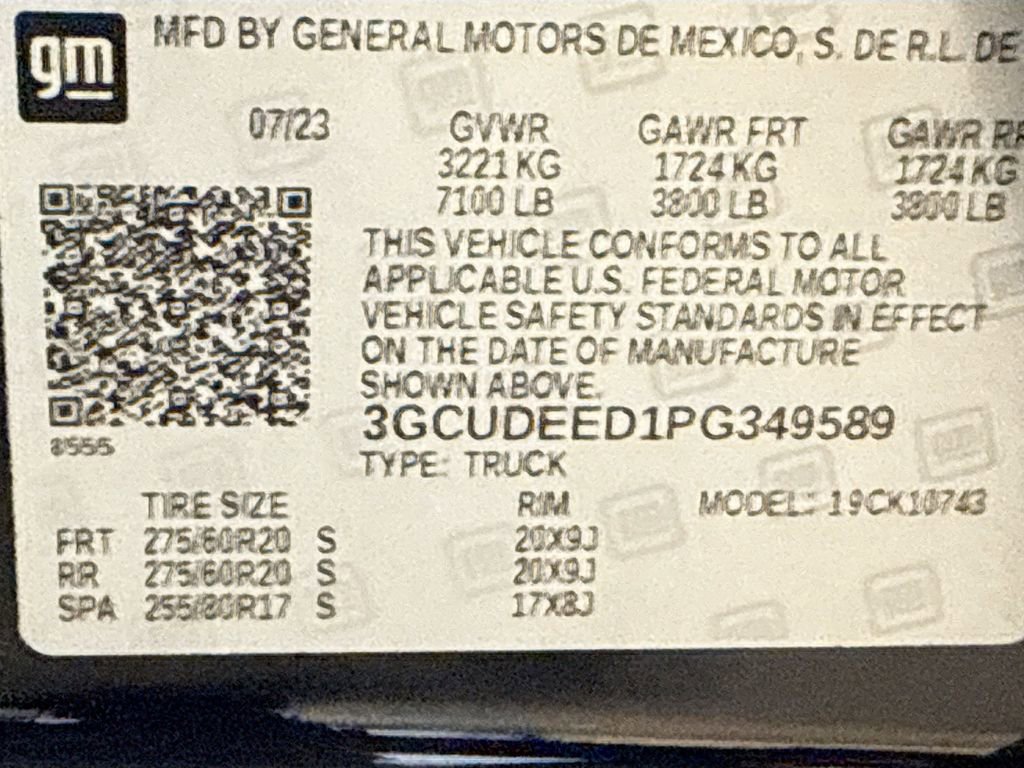 gm
MFD BY GENERAL MOTORS DE MEXICO, S. DE R.L. DE
07/23 GVWR GAWR FRT GAWR RR
3221 KG 1724 KG 1724 KG
7100 LB 3800 LB 3800 LB
THIS VEHICLE CONFORMS TO ALL
APPLICABLE U.S. FEDERAL MOTOR
VEHICLE SAFETY STANDARDS IN EFFECT
ON THE DATE OF MANUFACTURE
SHOWN ABOVE.
3GCUDEED1PG349589
TYPE: TRUCK
TIRE SIZE RIM MODEL: 19CK10743
FRT 275/60R20 S 20X9J
RR 275/60R20 S 20X9J
SPA 255/80R17 S 17X8J